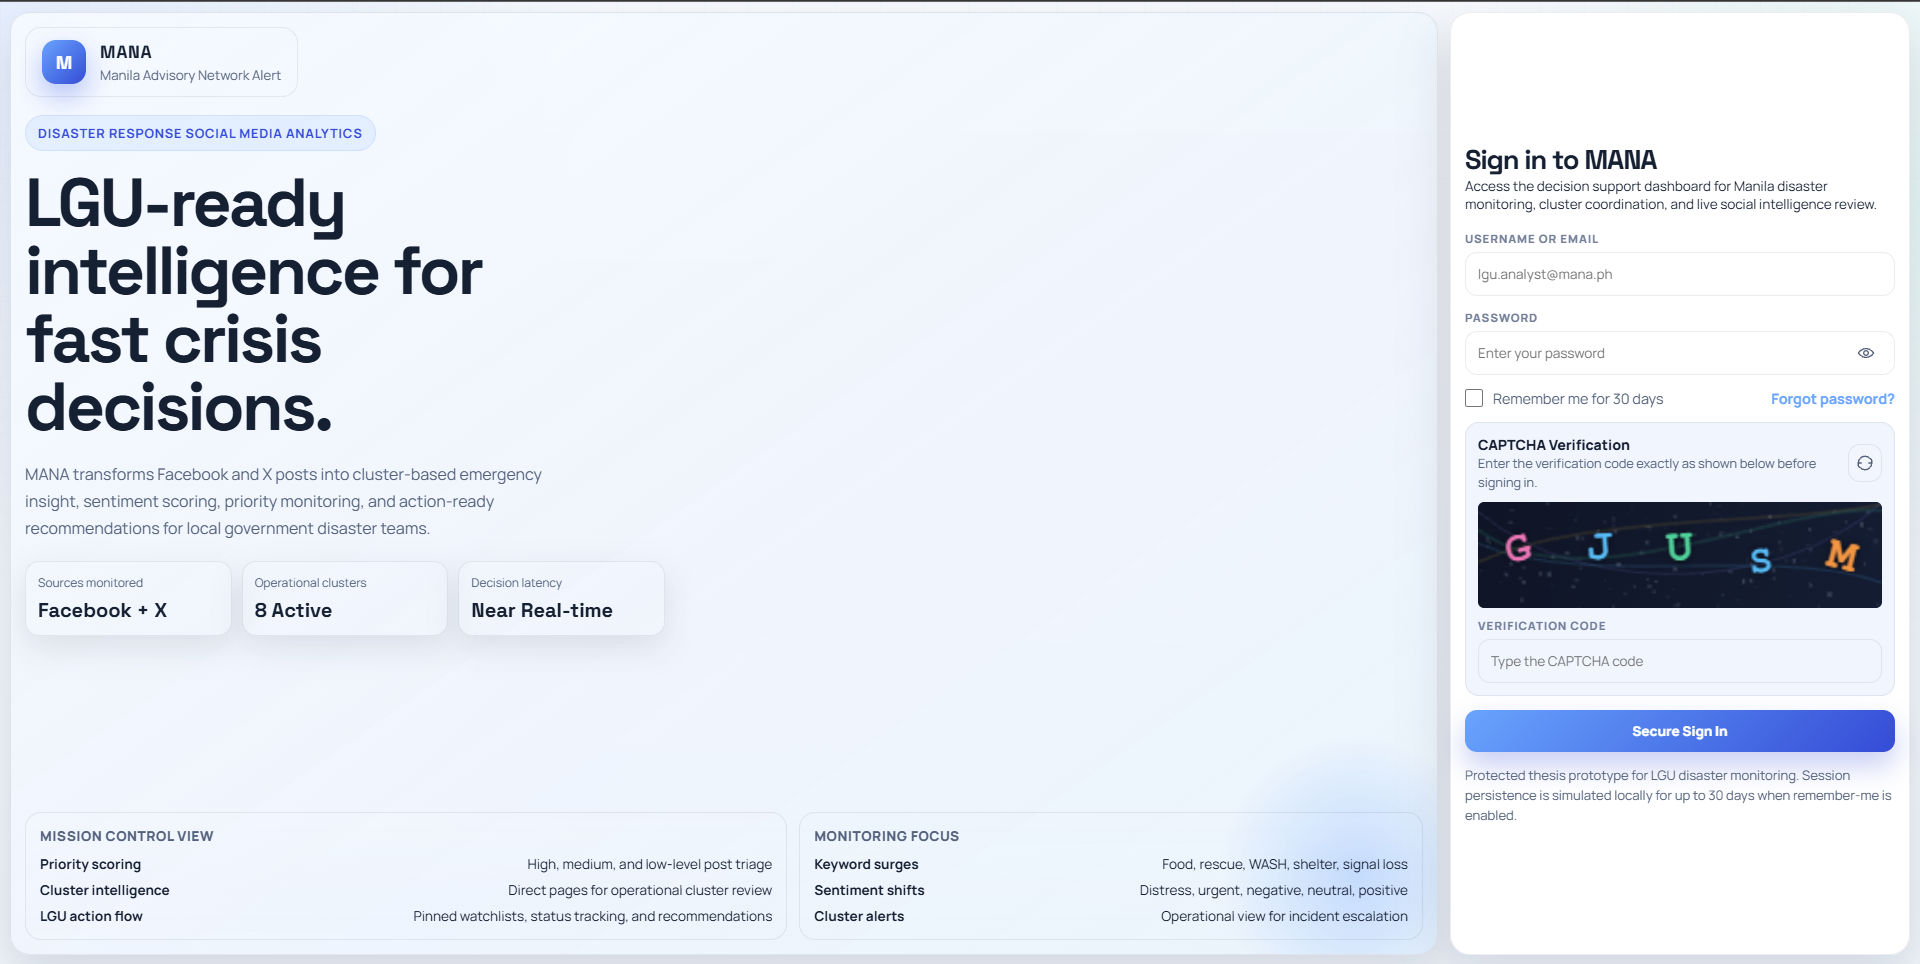 M
MANA
Manila Advisory Network Alert
DISASTER RESPONSE SOCIAL MEDIA ANALYTICS
LGU-ready
intelligence for
fast crisis
decisions.
MANA transforms Facebook and X posts into cluster-based emergency
insight, sentiment scoring, priority monitoring, and action-ready
recommendations for local government disaster teams.
Sources monitored
Facebook + X
Operational clusters
8 Active
Decision latency
Near Real-time
MISSION CONTROL VIEW
Priority scoring High, medium, and low-level post triage
Cluster intelligence Direct pages for operational cluster review
LGU action flow Pinned watchlists, status tracking, and recommendations
MONITORING FOCUS
Keyword surges Food, rescue, WASH, shelter, signal loss
Sentiment shifts Distress, urgent, negative, neutral, positive
Cluster alerts Operational view for incident escalation
Sign in to MANA
Access the decision support dashboard for Manila disaster
monitoring, cluster coordination, and live social intelligence review.
USERNAME OR EMAIL
lgu.analyst@mana.ph
PASSWORD
Enter your password
Remember me for 30 days Forgot password?
CAPTCHA Verification
Enter the verification code exactly as shown below before
signing in.
G J U S M
VERIFICATION CODE
Type the CAPTCHA code
Secure Sign In
Protected thesis prototype for LGU disaster monitoring. Session
persistence is simulated locally for up to 30 days when remember-me is
enabled.